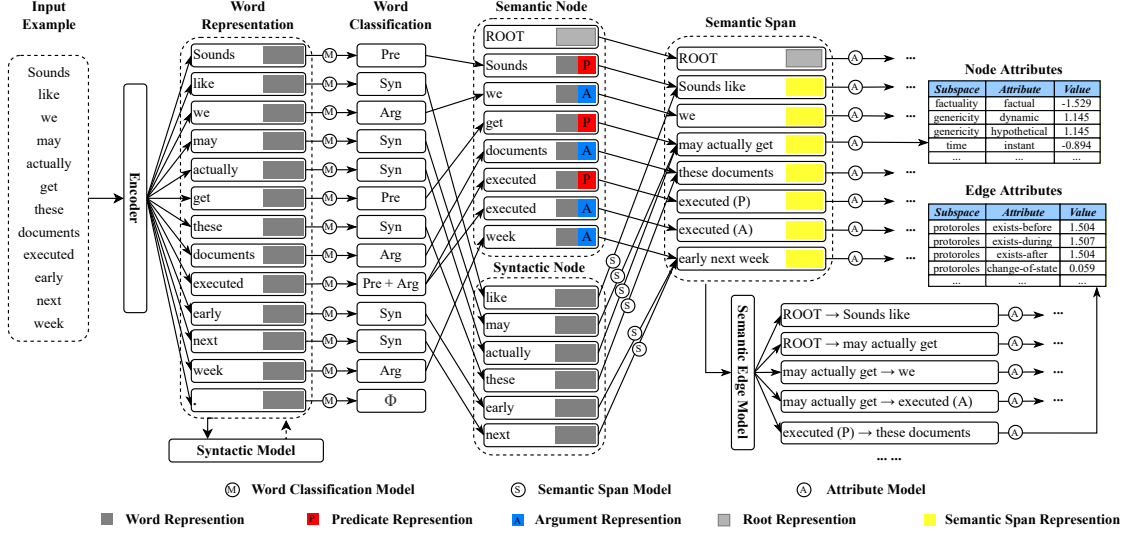 Input Example
Word Representation
Word Classification
Semantic Node
Semantic Span
Sounds
like
we
may
actually
get
these
documents
executed
early
next
week
Encoder
Sounds
like
we
may
actually
get
these
documents
executed
early
next
week
.
Syntactic Model
M
M
M
M
M
M
M
M
M
M
M
M
M
Pre
Syn
Arg
Syn
Syn
Pre
Syn
Arg
Pre + Arg
Syn
Syn
Arg
Φ
ROOT
Sounds P
we A
get P
documents A
executed P
executed A
week A
Syntactic Node
like
may
actually
these
early
next
S
S
S
S
S
S
ROOT
Sounds like
we
may actually get
these documents
executed (P)
executed (A)
early next week
A ...
A ...
A ...
A
A ...
A ...
A ...
A ...
Node Attributes
Subspace Attribute Value
factuality factual -1.529
genericity dynamic 1.145
genericity hypothetical 1.145
time instant -0.894
... ... ...
Edge Attributes
Subspace Attribute Value
protoroles exists-before 1.504
protoroles exists-during 1.507
protoroles exists-after 1.504
protoroles change-of-state 0.059
... ... ...
Semantic Edge Model
ROOT → Sounds like A ...
ROOT → may actually get A ...
may actually get → we A ...
may actually get → executed (A) A ...
executed (P) → these documents A
... ...
M Word Classification Model
S Semantic Span Model
A Attribute Model
Word Represention
P Predicate Represention
A Argument Represention
Root Represention
Semantic Span Represention